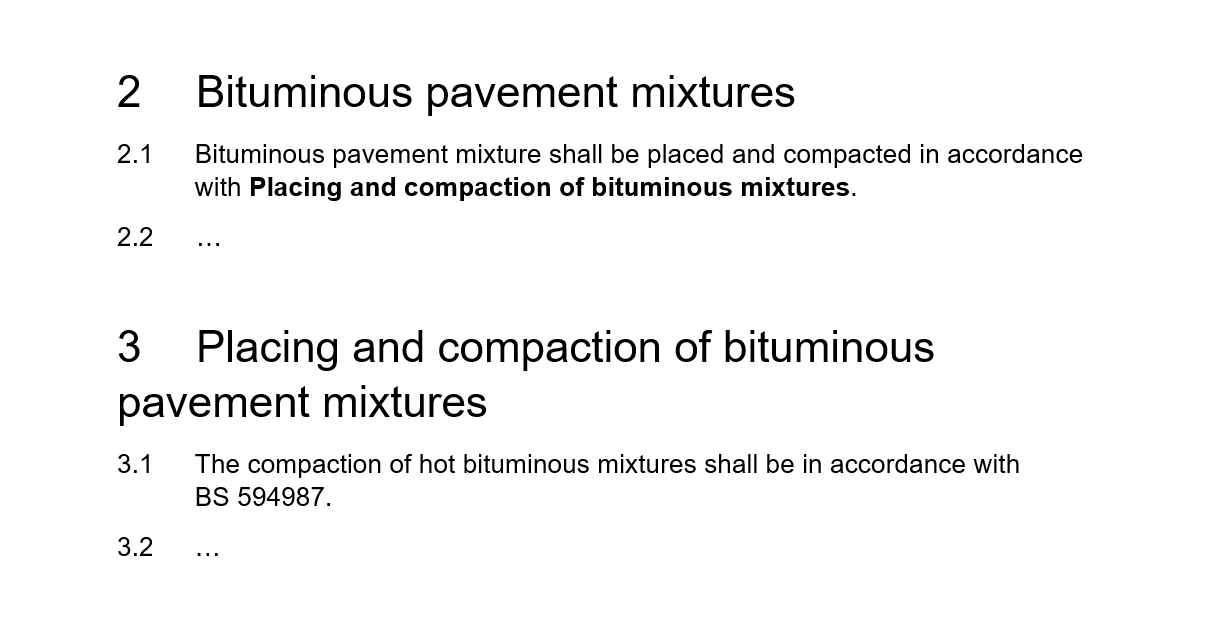 2 Bituminous pavement mixtures
2.1 Bituminous pavement mixture shall be placed and compacted in accordance
with Placing and compaction of bituminous mixtures.
2.2 …
3 Placing and compaction of bituminous
pavement mixtures
3.1 The compaction of hot bituminous mixtures shall be in accordance with
BS 594987.
3.2 …